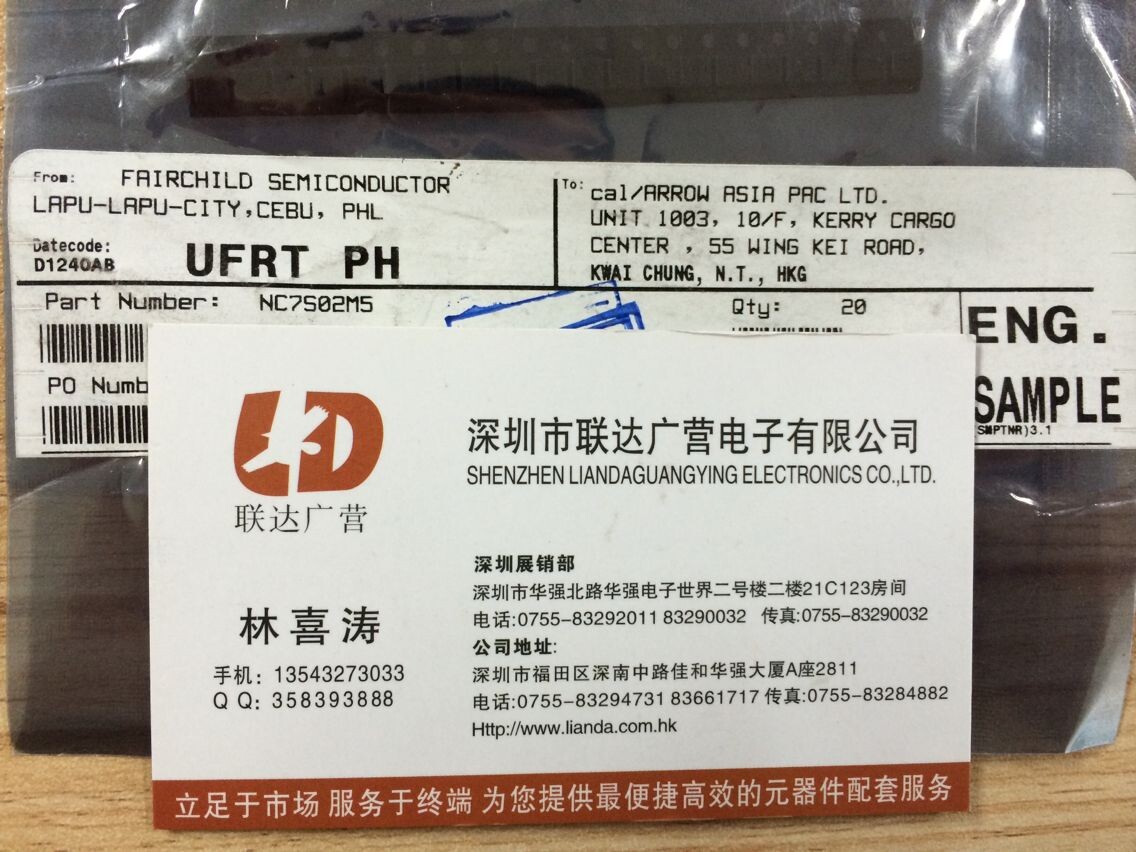 From: FAIRCHILD SEMICONDUCTOR
LAPU-LAPU-CITY,CEBU, PHL
Datecode:
D1240AB
UFRT PH
To: cal/ARROW ASIA PAC LTD.
UNIT 1003, 10/F, KERRY CARGO
CENTER , 55 WING KEI ROAD,
KWAI CHUNG, N.T., HKG
Part Number: NC7S02M5
Qty: 20
PO Numb
ENG.
SAMPLE
3.1
LD
联达广营
深圳市联达广营电子有限公司
SHENZHEN LIANDAGUANGYING ELECTRONICS CO.,LTD.
林喜涛
手机: 13543273033
QQ: 358393888
深圳展销部
深圳市华强北路华强电子世界二号楼二楼21C123房间
电话:0755-83292011 83290032 传真:0755-83290032
公司地址:
深圳市福田区深南中路佳和华强大厦A座2811
电话:0755-83294731 83661717 传真:0755-83284882
Http://www.lianda.com.hk
立足于市场 服务于终端 为您提供最便捷高效的元器件配套服务